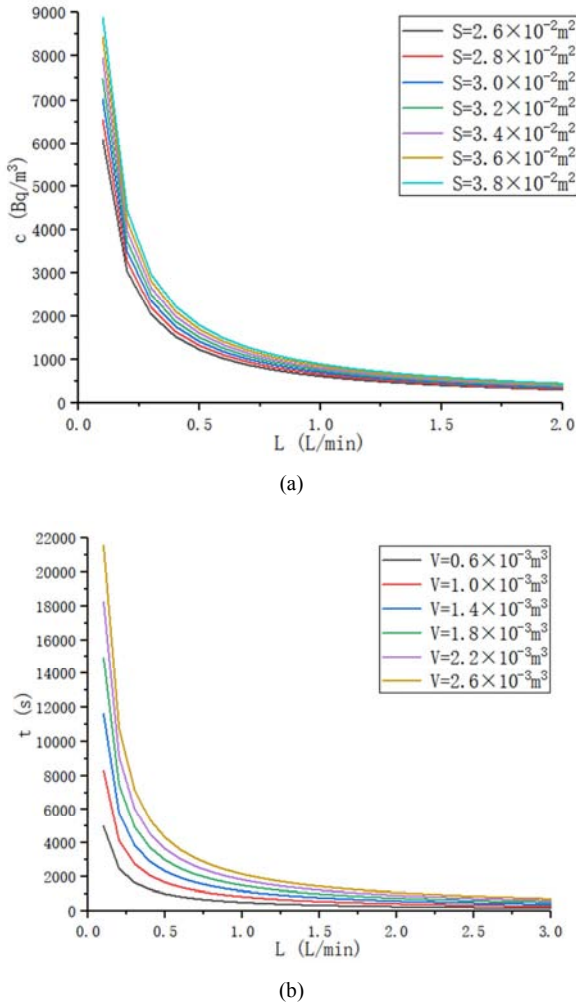 9000
8000
7000
6000
5000
4000
3000
2000
1000
0
c (Bq/m³)
S=2.6×10⁻²m²
S=2.8×10⁻²m²
S=3.0×10⁻²m²
S=3.2×10⁻²m²
S=3.4×10⁻²m²
S=3.6×10⁻²m²
S=3.8×10⁻²m²
0.0 0.5 1.0 1.5 2.0
L (L/min)
(a)
22000
20000
18000
16000
14000
12000
10000
8000
6000
4000
2000
0
t (s)
V=0.6×10⁻³m³
V=1.0×10⁻³m³
V=1.4×10⁻³m³
V=1.8×10⁻³m³
V=2.2×10⁻³m³
V=2.6×10⁻³m³
0.0 0.5 1.0 1.5 2.0 2.5 3.0
L (L/min)
(b)